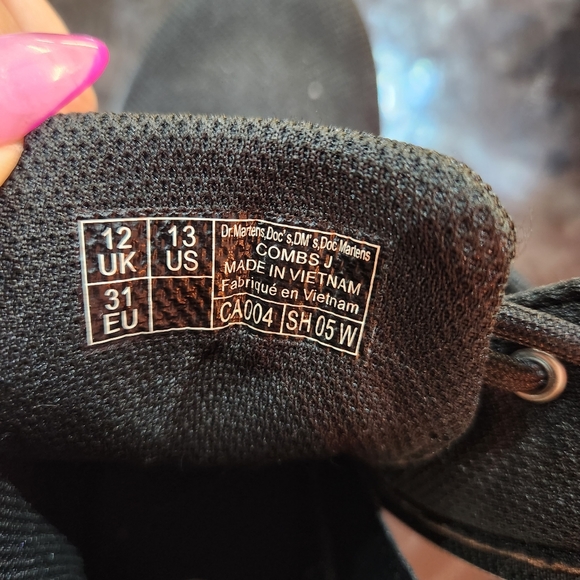 12 UK
13 US
31 EU
Dr.Martens,Doc's,DM's,Doc Martens
COMBS J
MADE IN VIETNAM
Fabriqué en Vietnam
CA004
SH 05 W